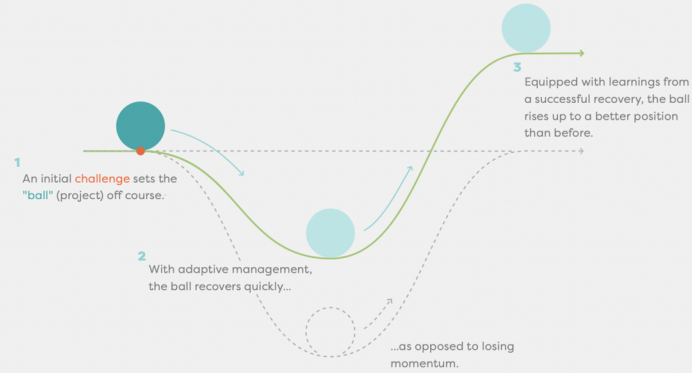 1
An initial challenge sets the
"ball" (project) off course.
2
With adaptive management,
the ball recovers quickly...
...as opposed to losing
momentum.
3
Equipped with learnings from
a successful recovery, the ball
rises up to a better position
than before.